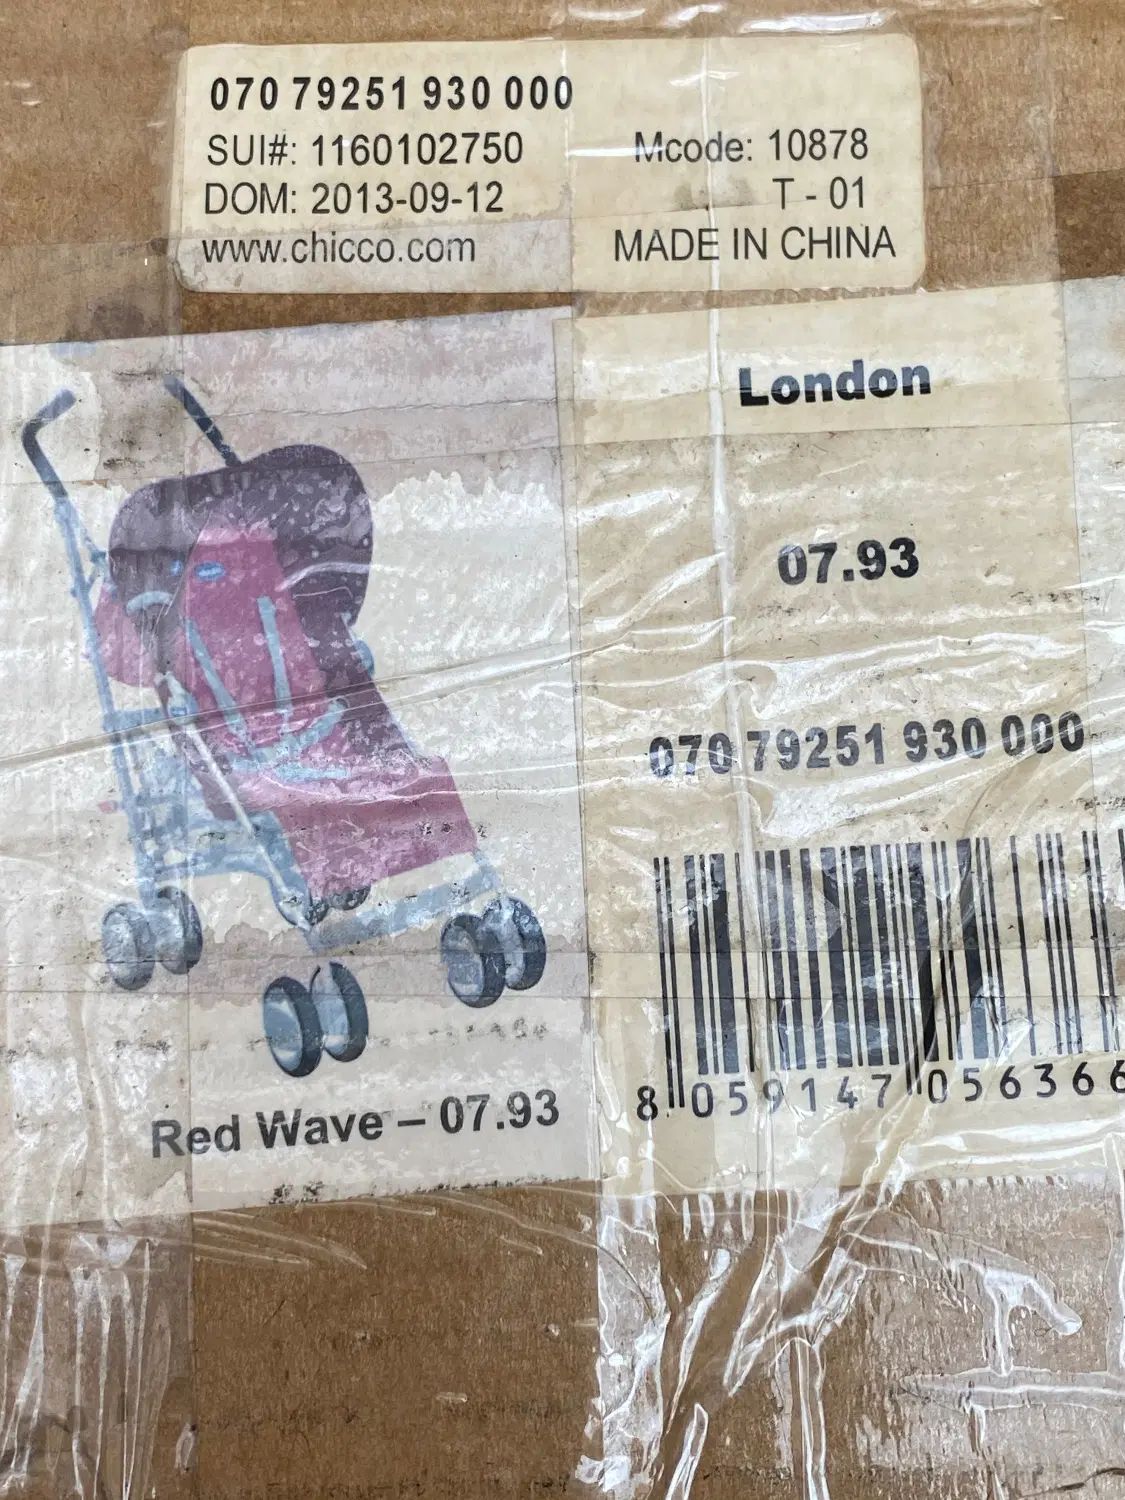 070 79251 930 000
SUI#: 1160102750
Mcode: 10878
DOM: 2013-09-12
T - 01
www.chicco.com
MADE IN CHINA
London
07.93
070 79251 930 000
8 059147 056366
Red Wave – 07.93